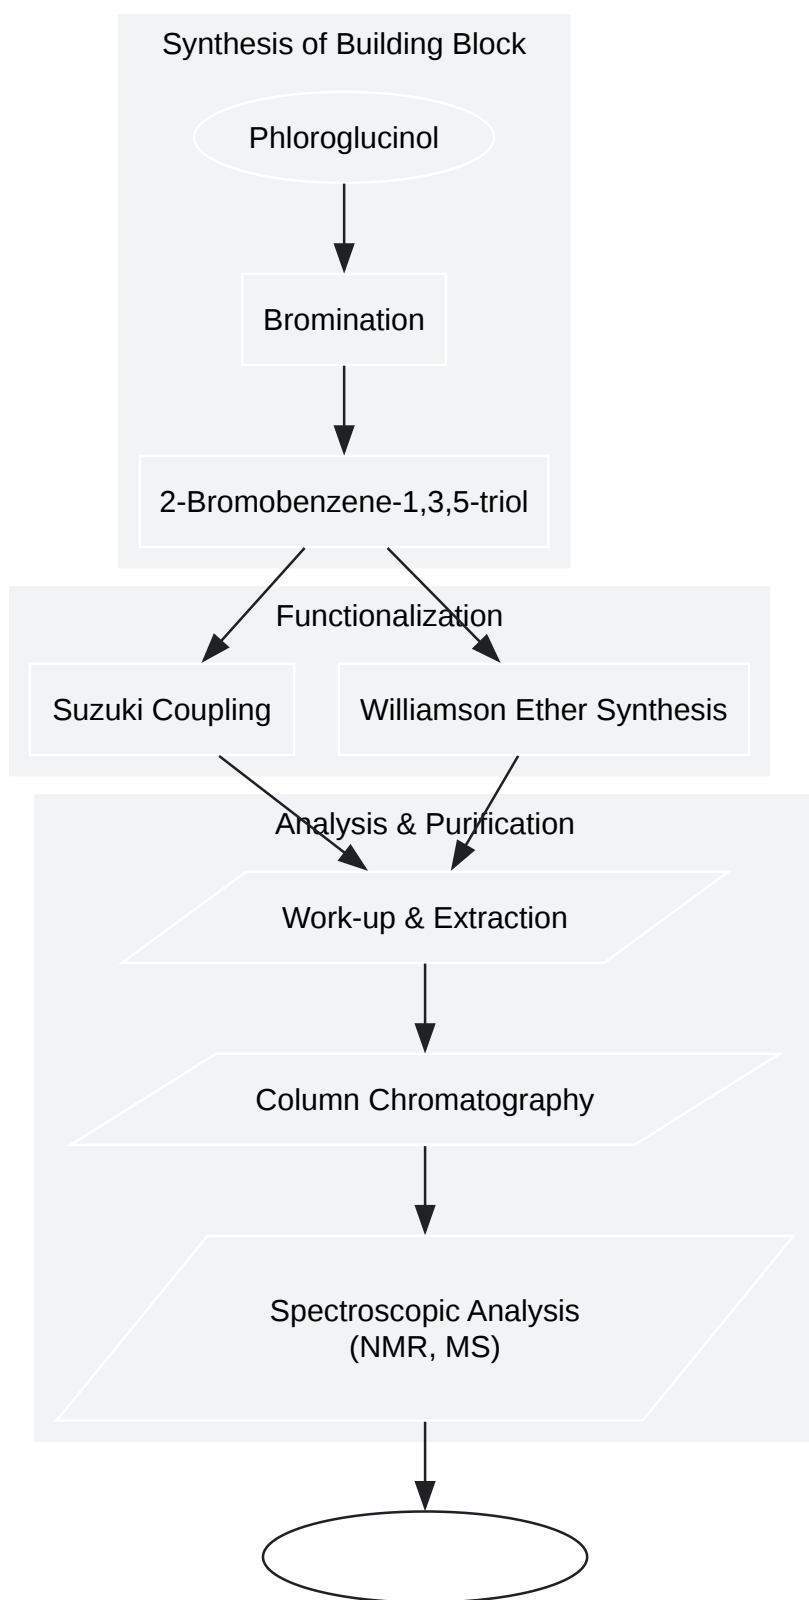 Synthesis of Building Block
Phloroglucinol
Bromination
2-Bromobenzene-1,3,5-triol
Functionalization
Suzuki Coupling
Williamson Ether Synthesis
Analysis & Purification
Work-up & Extraction
Column Chromatography
Spectroscopic Analysis
(NMR, MS)